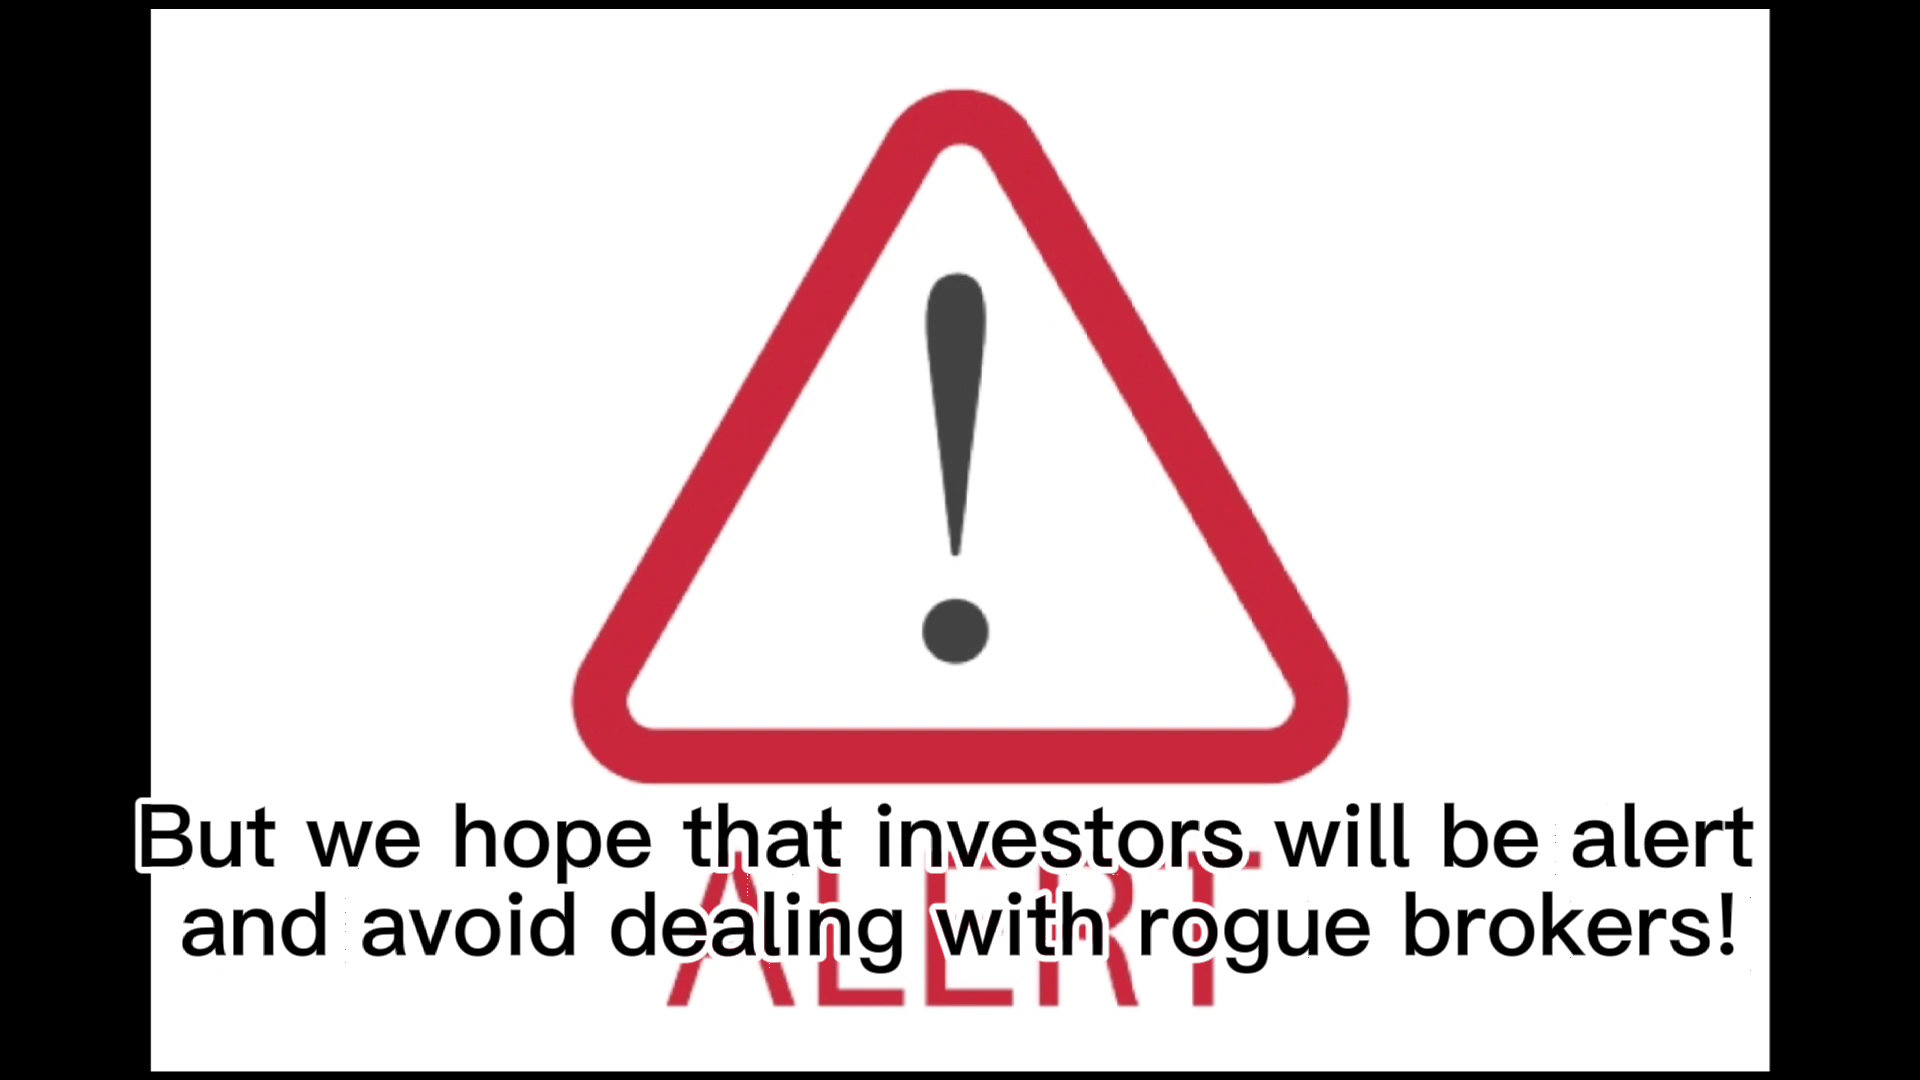 But we hope that investors will be alert
and avoid dealing with rogue brokers!
ALERT